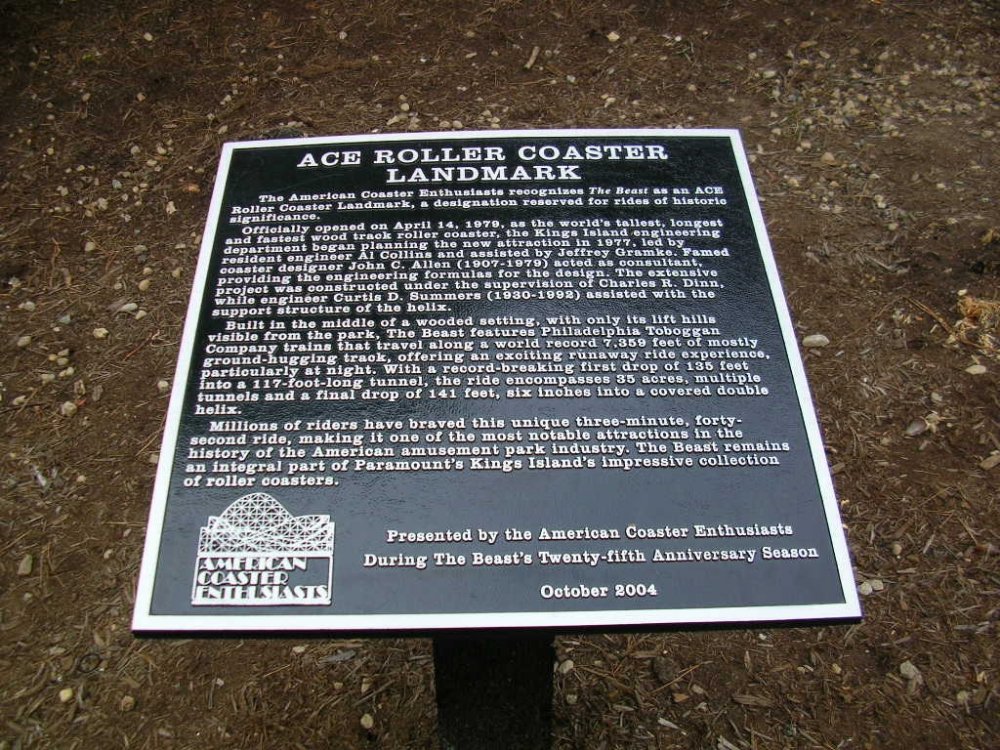 ACE ROLLER COASTER
LANDMARK
The American Coaster Enthusiasts recognizes The Beast as an ACE
Roller Coaster Landmark, a designation reserved for rides of historic
significance.
Officially opened on April 14, 1979, as the world's tallest, longest
and fastest wood track roller coaster, the Kings Island engineering
department began planning the new attraction in 1977, led by
resident engineer Al Collins and assisted by Jeffrey Gramke. Famed
coaster designer John C. Allen (1907-1979) acted as consultant,
providing the engineering formulas for the design. The extensive
project was constructed under the supervision of Charles R. Dinn,
while engineer Curtis D. Summers (1930-1992) assisted with the
support structure of the helix.
Built in the middle of a wooded setting, with only its lift hills
visible from the park, The Beast features Philadelphia Toboggan
Company trains that travel along a world record 7,359 feet of mostly
ground-hugging track, offering an exciting runaway ride experience,
particularly at night. With a record-breaking first drop of 135 feet
into a 117-foot-long tunnel, the ride encompasses 35 acres, multiple
tunnels and a final drop of 141 feet, six inches into a covered double
helix.
Millions of riders have braved this unique three-minute, forty-
second ride, making it one of the most notable attractions in the
history of the American amusement park industry. The Beast remains
an integral part of Paramount's Kings Island's impressive collection
of roller coasters.
AMERICAN
COASTER
ENTHUSIASTS
Presented by the American Coaster Enthusiasts
During The Beast's Twenty-fifth Anniversary Season
October 2004